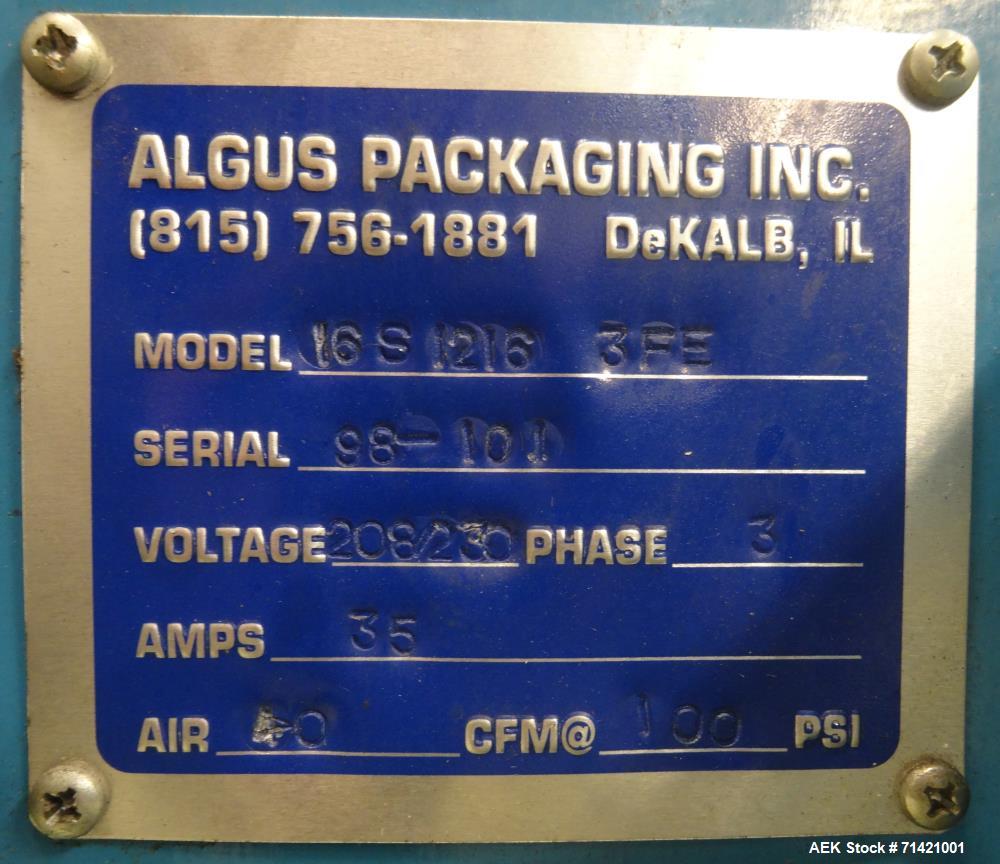 ALGUS PACKAGING INC.
(815) 756-1881 DeKALB, IL
MODEL 16 S 1216 3FE
SERIAL 98-101
VOLTAGE 208/230 PHASE 3
AMPS 35
AIR 40 CFM@ 100 PSI
AEK Stock # 71421001